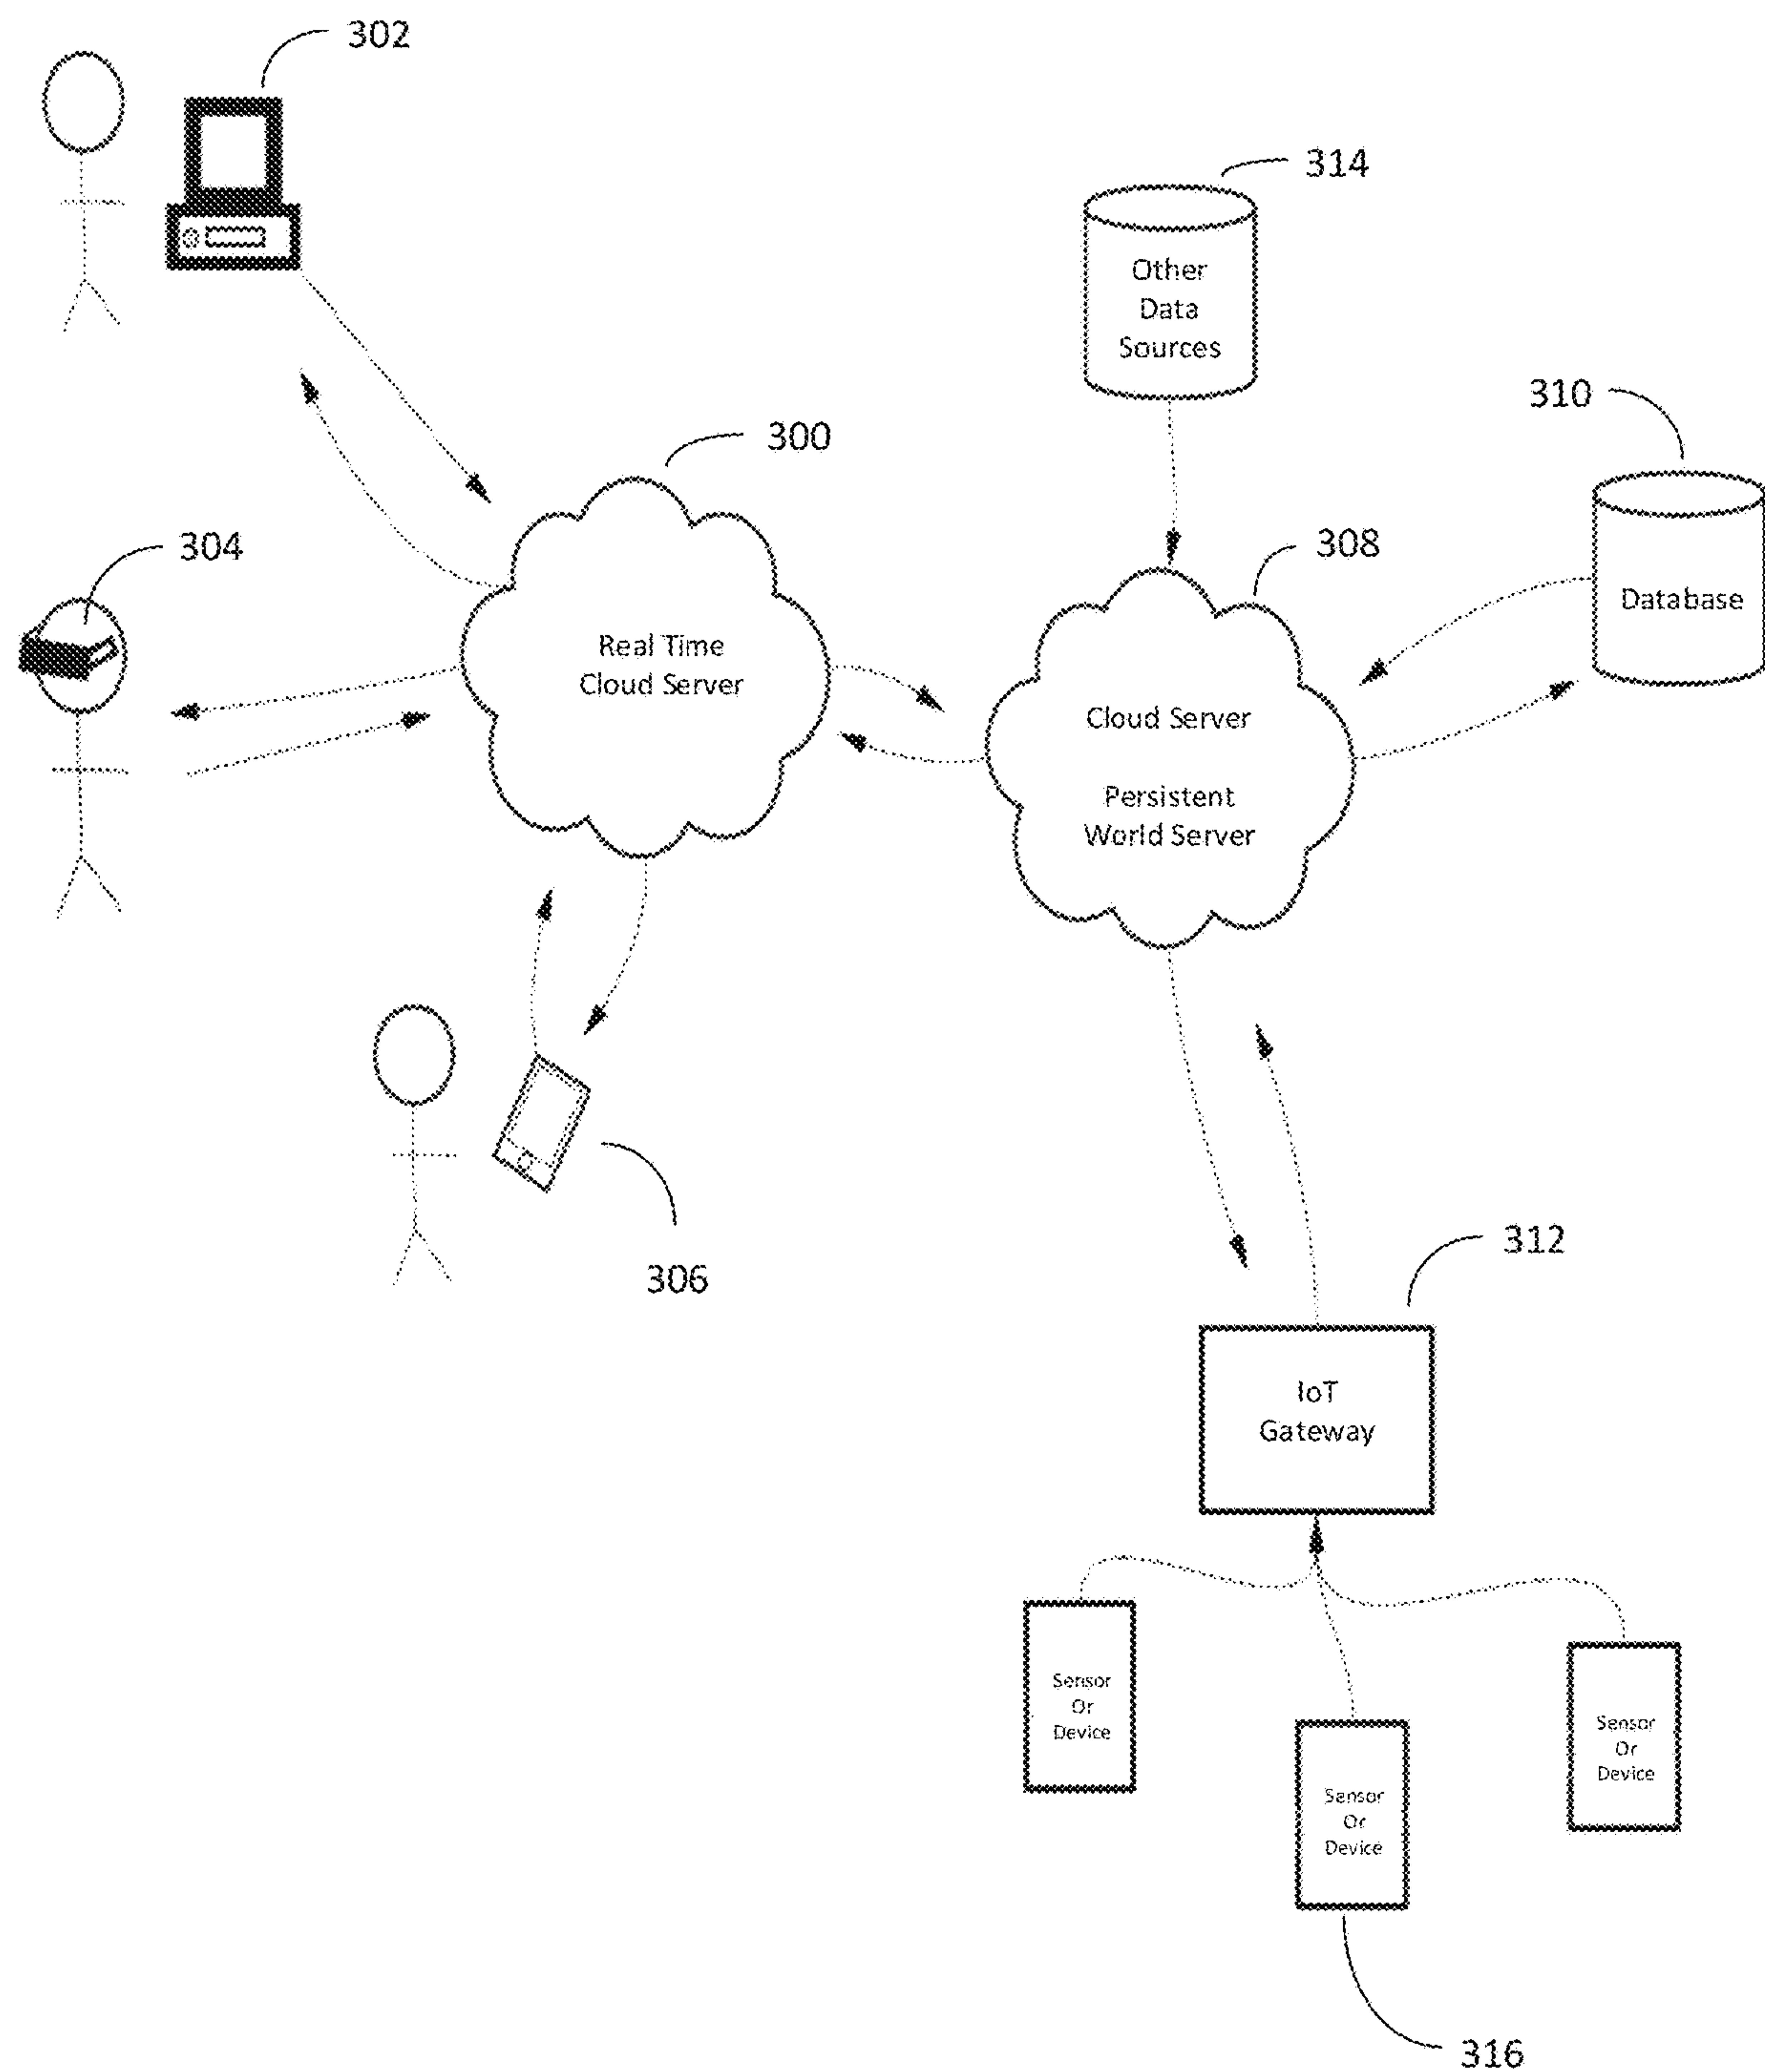 302
314
Other
Data
Sources
310
300
308
304
Database
Real Time
Cloud Server
Cloud Server
Persistent
World Server
306
312
IoT
Gateway
Sensor
Or
Device
Sensor
Or
Device
Sensor
Or
Device
316